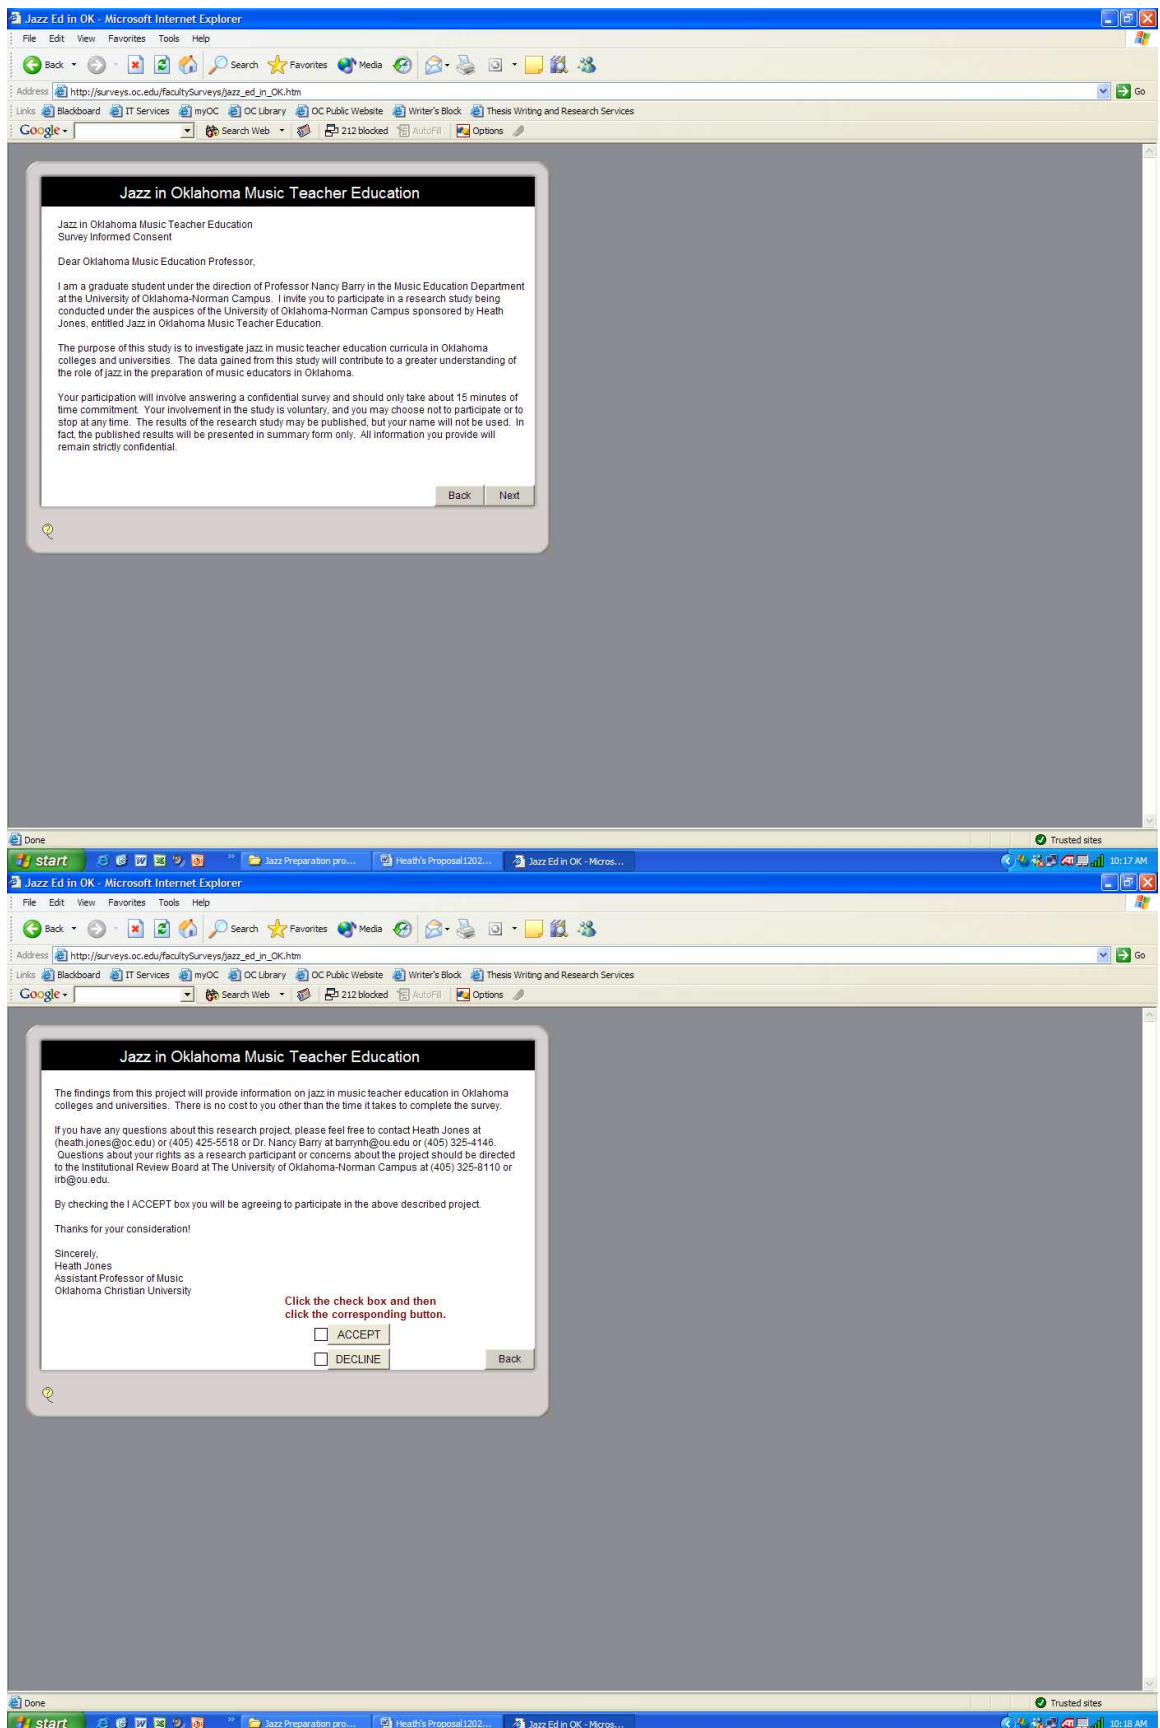 Jazz Ed in OK - Microsoft Internet Explorer
File Edit View Favorites Tools Help
Back Search Favorites Media
Address http://surveys.oc.edu/facultySurveys/jazz_ed_in_OK.htm Go
Links Blackboard IT Services myOC OC Library OC Public Website Writer's Block Thesis Writing and Research Services
Google Search Web 212 blocked AutoFill Options
Jazz in Oklahoma Music Teacher Education
Jazz in Oklahoma Music Teacher Education
Survey Informed Consent
Dear Oklahoma Music Education Professor,
I am a graduate student under the direction of Professor Nancy Barry in the Music Education Department
at the University of Oklahoma-Norman Campus. I invite you to participate in a research study being
conducted under the auspices of the University of Oklahoma-Norman Campus sponsored by Heath
Jones, entitled Jazz in Oklahoma Music Teacher Education.
The purpose of this study is to investigate jazz in music teacher education curricula in Oklahoma
colleges and universities. The data gained from this study will contribute to a greater understanding of
the role of jazz in the preparation of music educators in Oklahoma.
Your participation will involve answering a confidential survey and should only take about 15 minutes of
time commitment. Your involvement in the study is voluntary, and you may choose not to participate or to
stop at any time. The results of the research study may be published, but your name will not be used. In
fact, the published results will be presented in summary form only. All information you provide will
remain strictly confidential.
Back Next
Done Trusted sites
start Jazz Preparation pro... Heath's Proposal1202... Jazz Ed in OK - Micros... 10:17 AM
Jazz Ed in OK - Microsoft Internet Explorer
File Edit View Favorites Tools Help
Back Search Favorites Media
Address http://surveys.oc.edu/facultySurveys/jazz_ed_in_OK.htm Go
Links Blackboard IT Services myOC OC Library OC Public Website Writer's Block Thesis Writing and Research Services
Google Search Web 212 blocked AutoFill Options
Jazz in Oklahoma Music Teacher Education
The findings from this project will provide information on jazz in music teacher education in Oklahoma
colleges and universities. There is no cost to you other than the time it takes to complete the survey.
If you have any questions about this research project, please feel free to contact Heath Jones at
(heath.jones@oc.edu) or (405) 425-5518 or Dr. Nancy Barry at barrynh@ou.edu or (405) 325-4146.
Questions about your rights as a research participant or concerns about the project should be directed
to the Institutional Review Board at The University of Oklahoma-Norman Campus at (405) 325-8110 or
irb@ou.edu.
By checking the I ACCEPT box you will be agreeing to participate in the above described project.
Thanks for your consideration!
Sincerely,
Heath Jones
Assistant Professor of Music
Oklahoma Christian University
Click the check box and then
click the corresponding button.
ACCEPT
DECLINE Back
Done Trusted sites
start Jazz Preparation pro... Heath's Proposal1202... Jazz Ed in OK - Micros... 10:18 AM